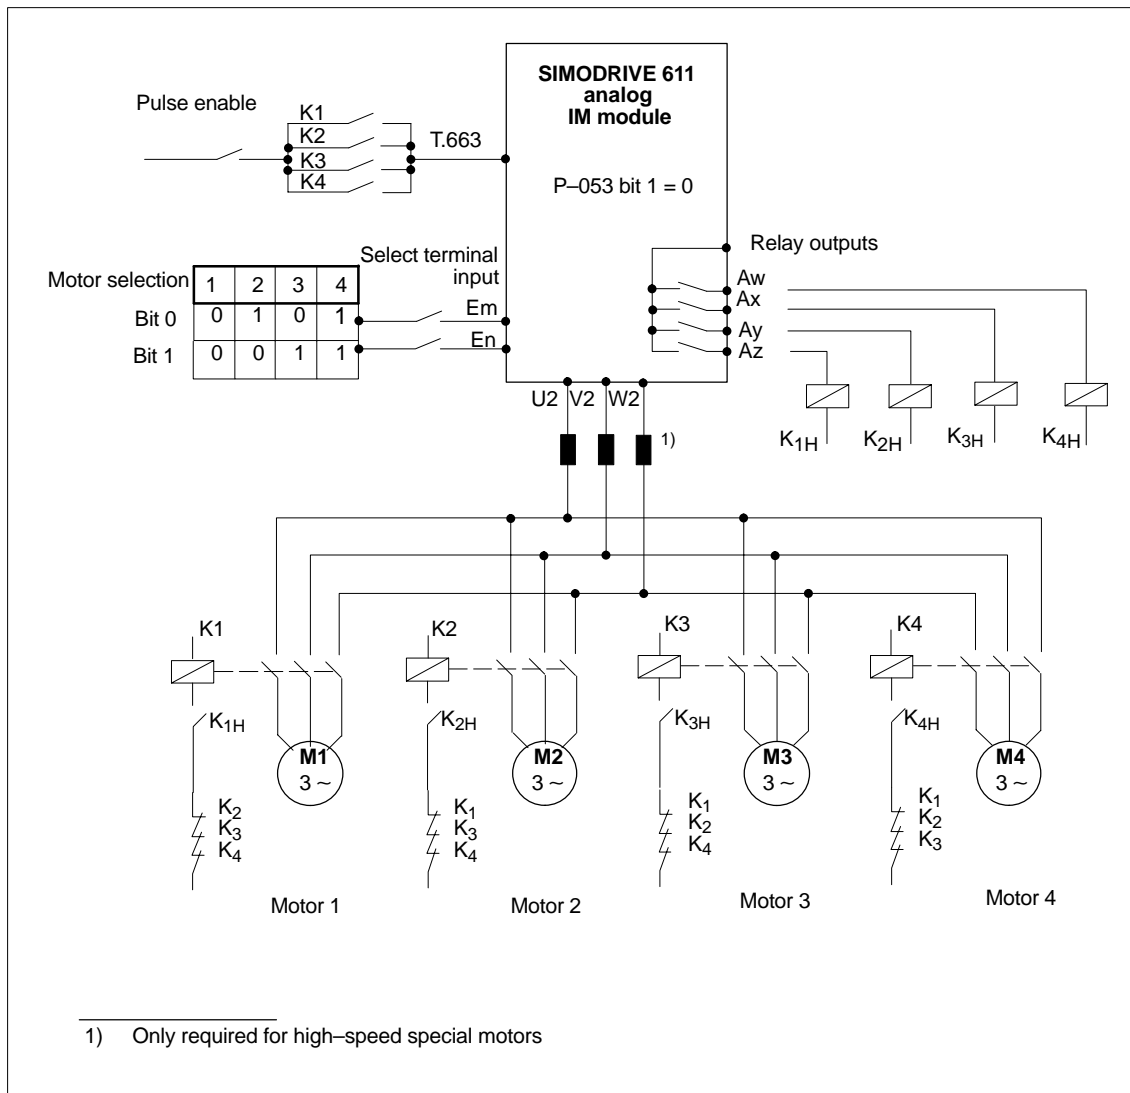 SIMODRIVE 611
analog
IM module
P–053 bit 1 = 0
Pulse enable
K1
K2
K3
K4
T.663
Motor selection
1 2 3 4
Bit 0 0 1 0 1
Bit 1 0 0 1 1
Select terminal
input
Em
En
Relay outputs
Aw
Ax
Ay
Az
U2 V2 W2
1)
K1H K2H K3H K4H
K1 K2 K3 K4
K1H K2H K3H K4H
M1
3 ~
M2
3 ~
M3
3 ~
M4
3 ~
K2
K3
K4
K1
K3
K4
K1
K2
K4
K1
K2
K3
Motor 1 Motor 2 Motor 3 Motor 4
1) Only required for high–speed special motors